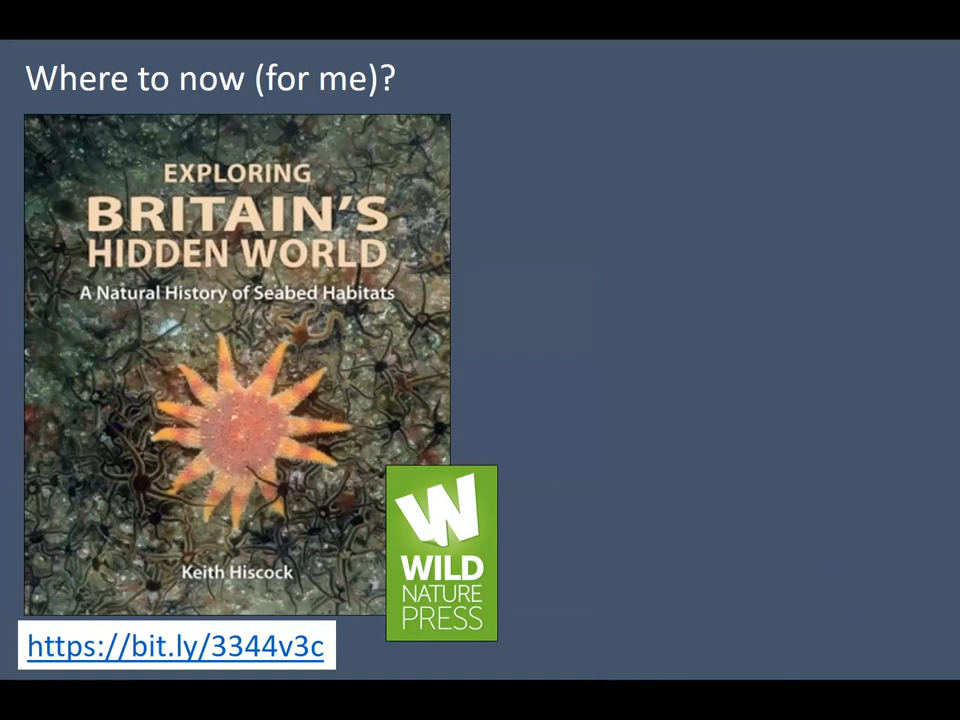 Where to now (for me)?
EXPLORING
BRITAIN'S
HIDDEN WORLD
A Natural History of Seabed Habitats
Keith Hiscock
W
WILD
NATURE
PRESS
https://bit.ly/3344v3c